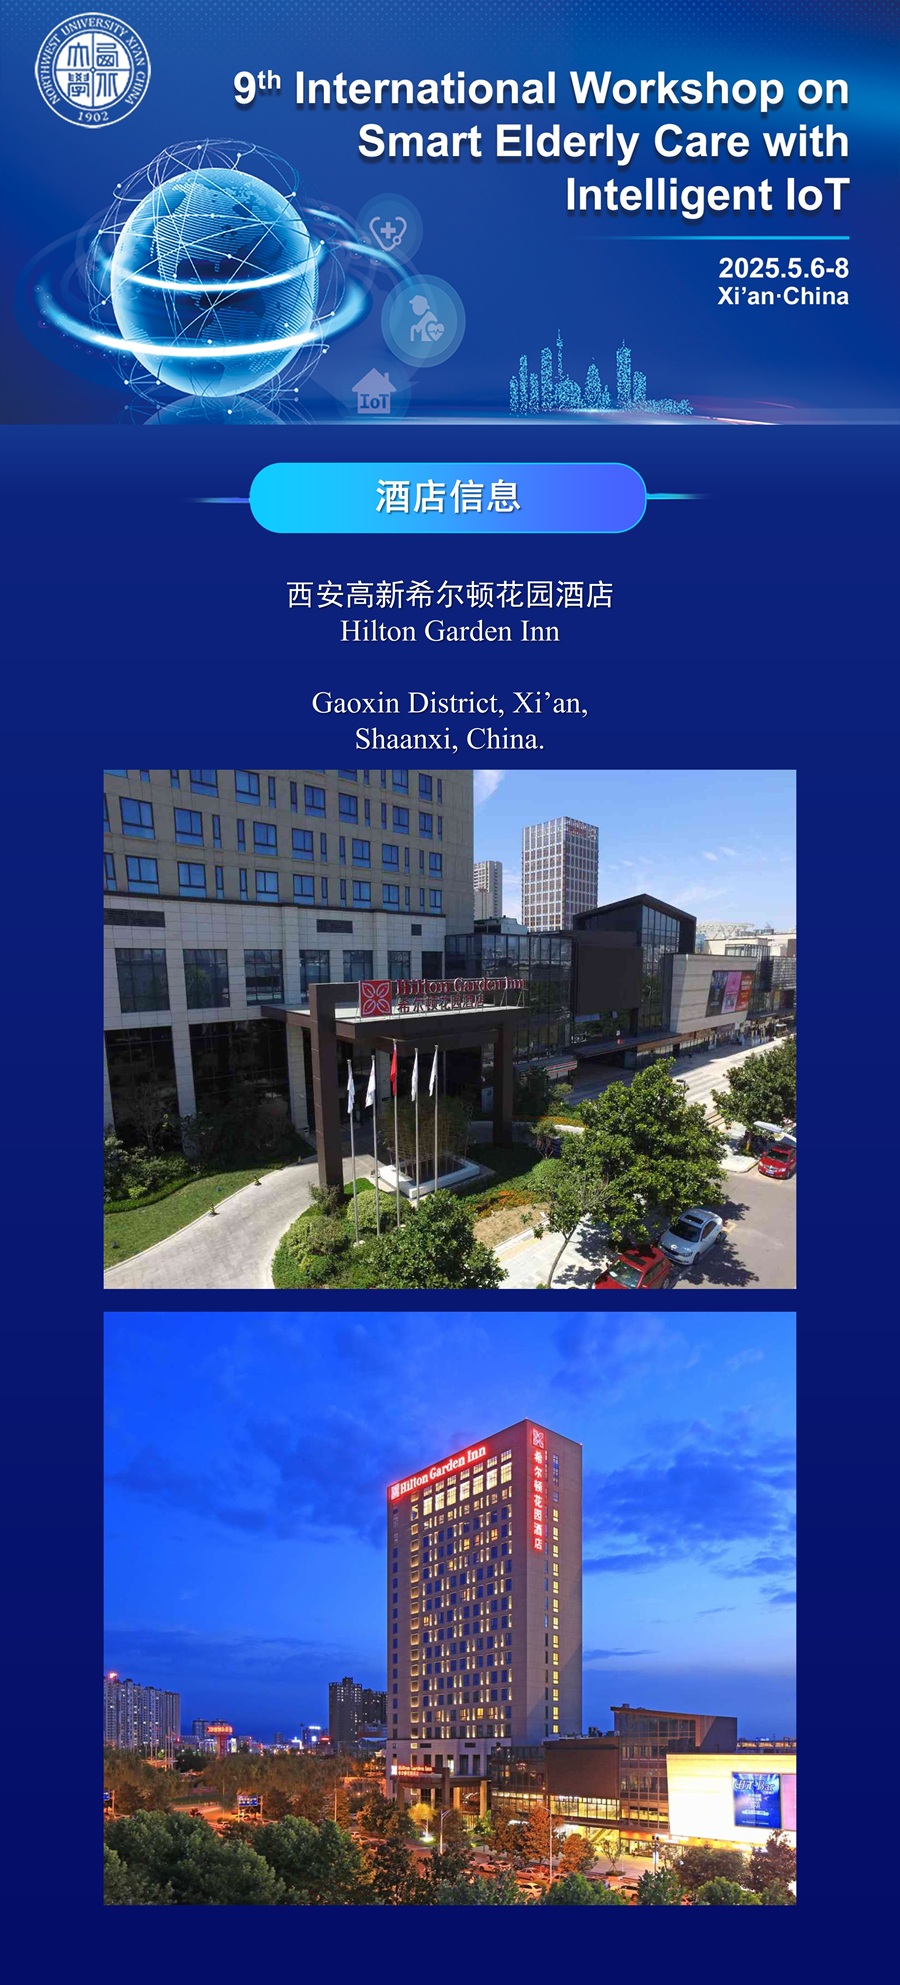 NORTHWEST UNIVERSITY XI'AN CHINA
1902
9th International Workshop on
Smart Elderly Care with
Intelligent IoT
2025.5.6-8
Xi’an·China
IoT
酒店信息
西安高新希尔顿花园酒店
Hilton Garden Inn
Gaoxin District, Xi’an,
Shaanxi, China.
Hilton Garden Inn
希尔顿花园酒店
Hilton Garden Inn
希尔顿花园酒店
Hilton Garden Inn